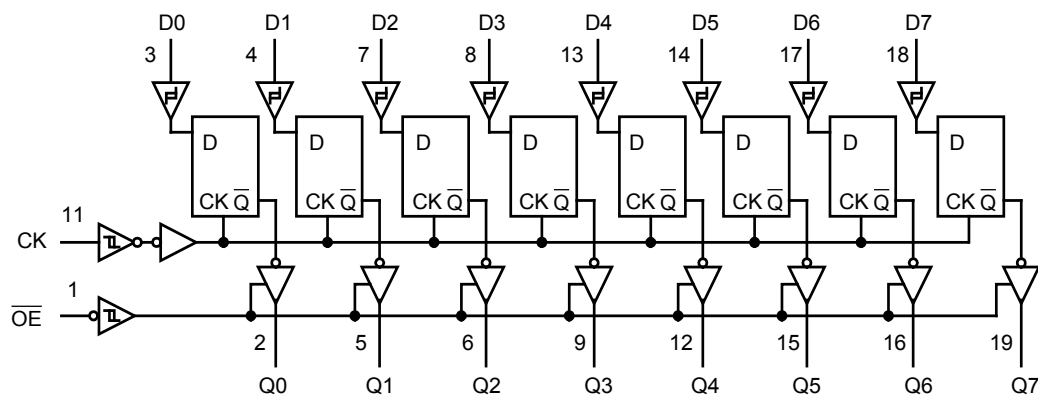 D0 D1 D2 D3 D4 D5 D6 D7
3 4 7 8 13 14 17 18
D D D D D D D D
CK Q̅ CK Q̅ CK Q̅ CK Q̅ CK Q̅ CK Q̅ CK Q̅ CK Q̅
11
CK
1
O̅E̅
2 5 6 9 12 15 16 19
Q0 Q1 Q2 Q3 Q4 Q5 Q6 Q7